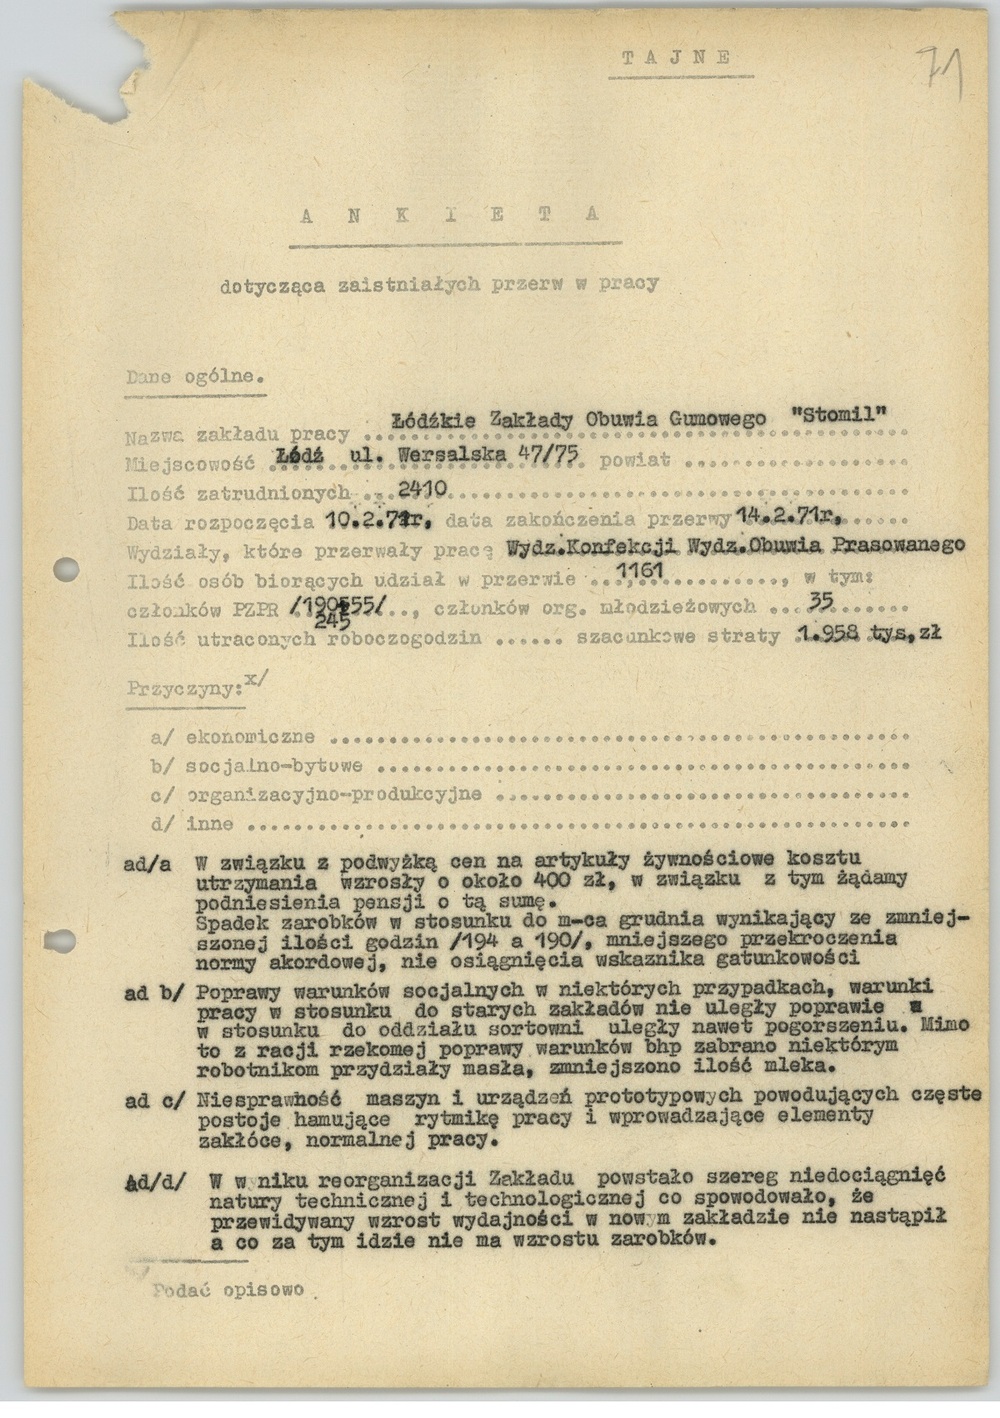 TAJNE
71
ANKIETA
dotycząca zaistniałych przerw w pracy
Dane ogólne.
Nazwa zakładu pracy Łódźkie Zakłady Obuwia Gumowego "Stomil"
Miejscowość Łódź ul. Wersalska 47/75 powiat ...................
Ilość zatrudnionych ... 2410 .......................................
Data rozpoczęcia 10.2.71r, data zakończenia przerwy 14.2.71r, ......
Wydziały, które przerwały pracę Wydz.Konfekcji Wydz.Obuwia Prasowanego
Ilość osób biorących udział w przerwie ... 1161 ............, w tym:
członków PZPR /190 55/.., członków org. młodzieżowych ... 35 .......
245
Ilość utraconych roboczogodzin ...... szacunkowe straty 1.958 tys,zł
Przyczyny:x/
a/ ekonomiczne .................................................
b/ socjalno-bytowe .............................................
c/ organizacyjno-produkcyjne ...................................
d/ inne ........................................................
ad/a W związku z podwyżką cen na artykuły żywnościowe kosztu
utrzymania wzrosły o około 400 zł, w związku z tym żądamy
podniesienia pensji o tą sumę.
Spadek zarobków w stosunku do m-ca grudnia wynikający ze zmniej-
szonej ilości godzin /194 a 190/, mniejszego przekroczenia
normy akordowej, nie osiągnięcia wskaznika gatunkowości
ad b/ Poprawy warunków socjalnych w niektórych przypadkach, warunki
pracy w stosunku do starych zakładów nie uległy poprawie a
w stosunku do oddziału sortowni uległy nawet pogorszeniu. Mimo
to z racji rzekomej poprawy warunków bhp zabrano niektórym
robotnikom przydziały masła, zmniejszono ilość mleka.
ad c/ Niesprawność maszyn i urządzeń prototypowych powodujących częste
postoje hamujące rytmikę pracy i wprowadzające elementy
zakłóce, normalnej pracy.
Ad/d/ W w niku reorganizacji Zakładu powstało szereg niedociągnięć
natury technicznej i technologicznej co spowodowało, że
przewidywany wzrost wydajności w nowym zakładzie nie nastąpił
a co za tym idzie nie ma wzrostu zarobków.
Podać opisowo .